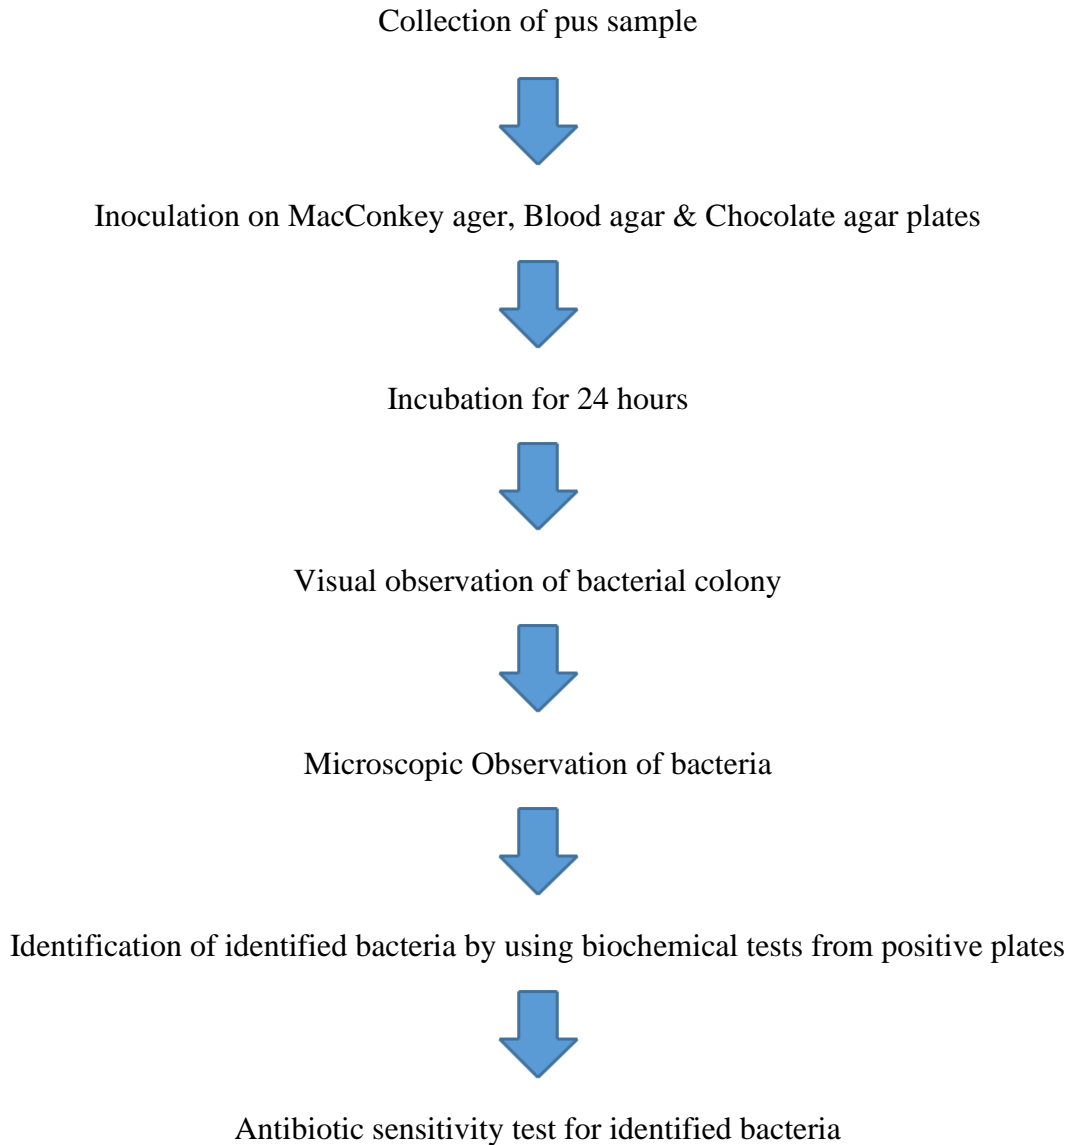 Collection of pus sample
Inoculation on MacConkey ager, Blood agar & Chocolate agar plates
Incubation for 24 hours
Visual observation of bacterial colony
Microscopic Observation of bacteria
Identification of identified bacteria by using biochemical tests from positive plates
Antibiotic sensitivity test for identified bacteria